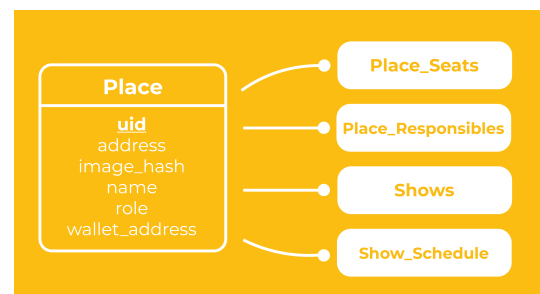 Place
uid
address
image_hash
name
role
wallet_address
Place_Seats
Place_Responsibles
Shows
Show_Schedule